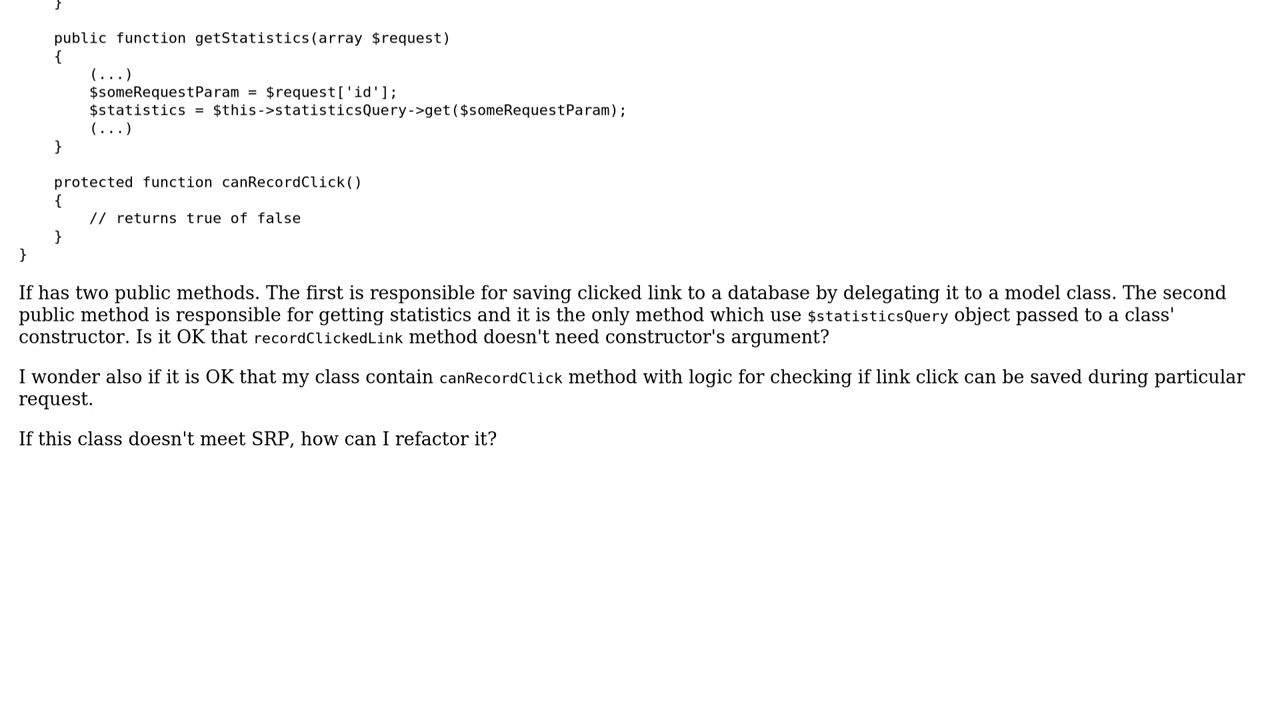 }
public function getStatistics(array $request)
{
(...)
$someRequestParam = $request['id'];
$statistics = $this->statisticsQuery->get($someRequestParam);
(...)
}
protected function canRecordClick()
{
// returns true of false
}
}
If has two public methods. The first is responsible for saving clicked link to a database by delegating it to a model class. The second
public method is responsible for getting statistics and it is the only method which use $statisticsQuery object passed to a class'
constructor. Is it OK that recordClickedLink method doesn't need constructor's argument?
I wonder also if it is OK that my class contain canRecordClick method with logic for checking if link click can be saved during particular
request.
If this class doesn't meet SRP, how can I refactor it?